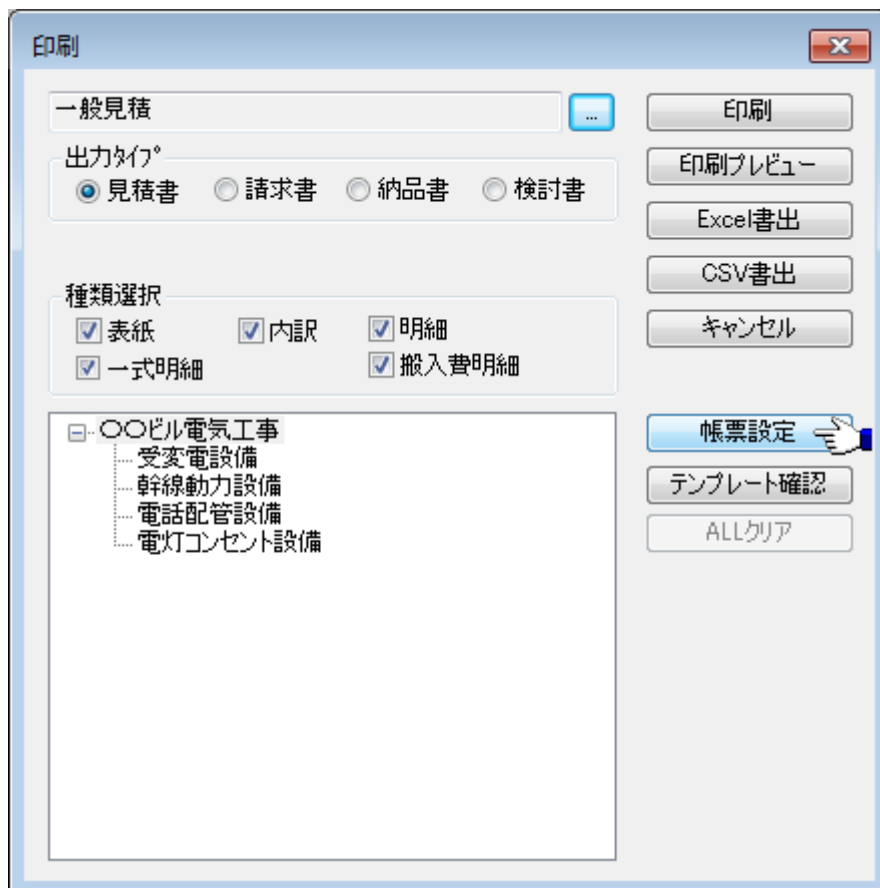 印刷
一般見積
...
印刷
出力タイプ
見積書 請求書 納品書 検討書
印刷プレビュー
Excel書出
CSV書出
種類選択
表紙 内訳 明細
キャンセル
一式明細 搬入費明細
〇〇ビル電気工事
帳票設定
受変電設備
幹線動力設備
テンプレート確認
電話配管設備
電灯コンセント設備
ALLクリア